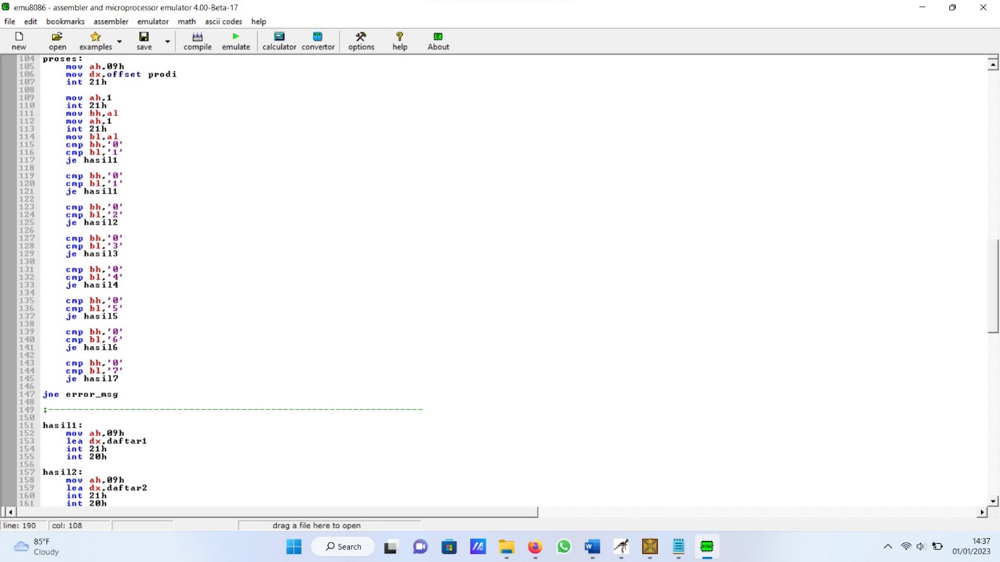 emu8086 - assembler and microprocessor emulator 4.00-Beta-17
file edit bookmarks assembler emulator math ascii codes help
new open examples save compile emulate calculator convertor options help About
104 proses:
105 mov ah,09h
106 mov dx,offset prodi
107 int 21h
108
109 mov ah,1
110 int 21h
111 mov bh,al
112 mov ah,1
113 int 21h
114 mov bl,al
115 cmp bh,'0'
116 cmp bl,'1'
117 je hasil1
118
119 cmp bh,'0'
120 cmp bl,'1'
121 je hasil1
122
123 cmp bh,'0'
124 cmp bl,'2'
125 je hasil2
126
127 cmp bh,'0'
128 cmp bl,'3'
129 je hasil3
130
131 cmp bh,'0'
132 cmp bl,'4'
133 je hasil4
134
135 cmp bh,'0'
136 cmp bl,'5'
137 je hasil5
138
139 cmp bh,'0'
140 cmp bl,'6'
141 je hasil6
142
143 cmp bh,'0'
144 cmp bl,'7'
145 je hasil7
146
147 jne error_msg
148
149 ;----------------------------------------------------------------
150
151 hasil1:
152 mov ah,09h
153 lea dx,daftar1
154 int 21h
155 int 20h
156
157 hasil2:
158 mov ah,09h
159 lea dx,daftar2
160 int 21h
161 int 20h
line: 190 col: 108 drag a file here to open
85°F
Cloudy
Search
14:37
01/01/2023